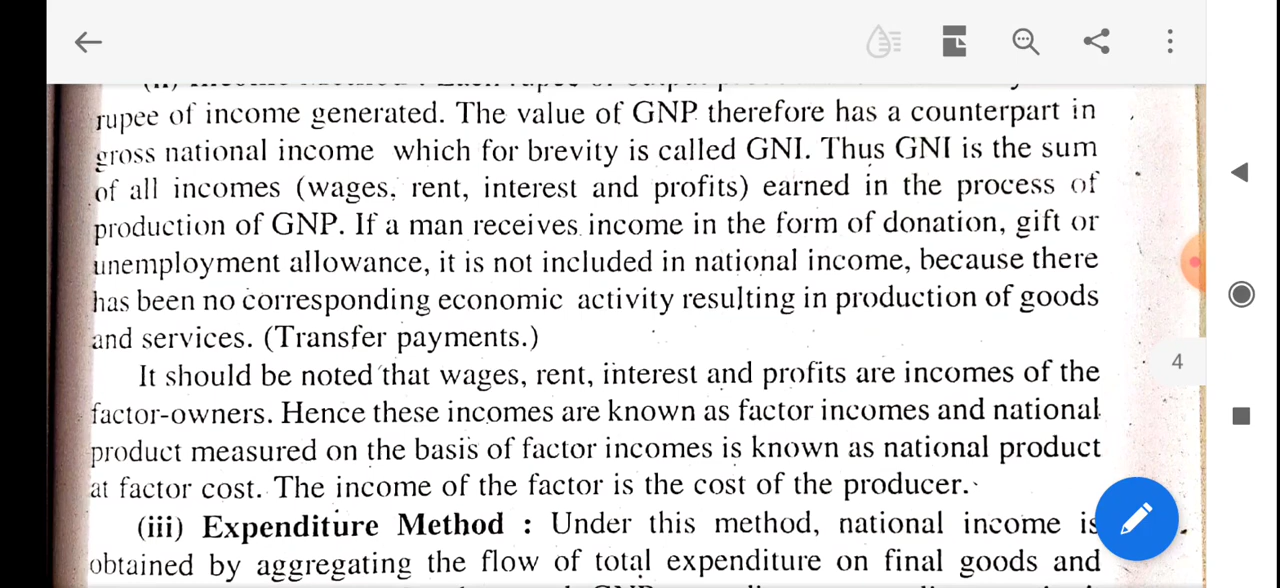 rupee of income generated. The value of GNP therefore has a counterpart in
gross national income which for brevity is called GNI. Thus GNI is the sum
of all incomes (wages, rent, interest and profits) earned in the process of
production of GNP. If a man receives income in the form of donation, gift or
unemployment allowance, it is not included in national income, because there
has been no corresponding economic activity resulting in production of goods
and services. (Transfer payments.)
It should be noted that wages, rent, interest and profits are incomes of the
factor-owners. Hence these incomes are known as factor incomes and national
product measured on the basis of factor incomes is known as national product
at factor cost. The income of the factor is the cost of the producer.
(iii) Expenditure Method : Under this method, national income is
obtained by aggregating the flow of total expenditure on final goods and
4